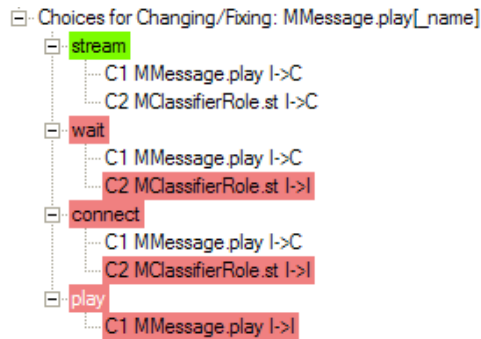 Choices for Changing/Fixing: MMessage.play[_name]
stream
C1 MMessage.play I->C
C2 MClassifierRole.st I->C
wait
C1 MMessage.play I->C
C2 MClassifierRole.st I->I
connect
C1 MMessage.play I->C
C2 MClassifierRole.st I->I
play
C1 MMessage.play I->I